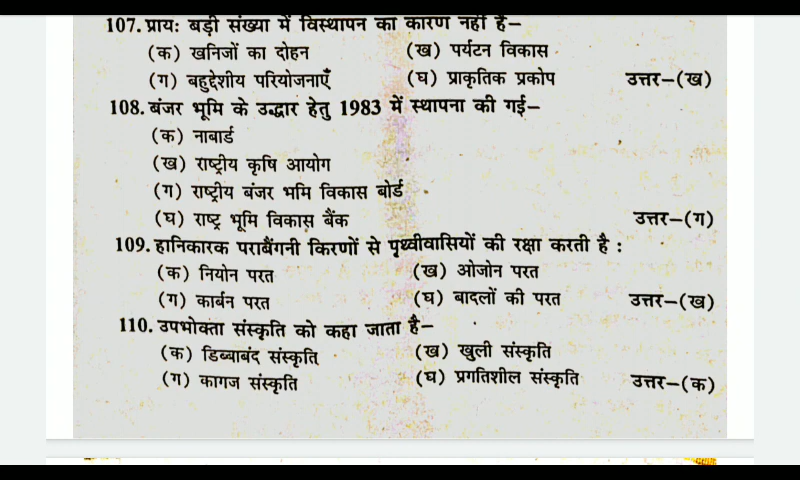 107. प्रायः बड़ी संख्या में विस्थापन का कारण नहीं है–
(क) खनिजों का दोहन (ख) पर्यटन विकास
(ग) बहुद्देशीय परियोजनाएँ (घ) प्राकृतिक प्रकोप उत्तर–(ख)
108. बंजर भूमि के उद्धार हेतु 1983 में स्थापना की गई–
(क) नाबार्ड
(ख) राष्ट्रीय कृषि आयोग
(ग) राष्ट्रीय बंजर भमि विकास बोर्ड
(घ) राष्ट्र भूमि विकास बैंक उत्तर–(ग)
109. हानिकारक पराबैंगनी किरणों से पृथ्वीवासियों की रक्षा करती है :
(क) नियोन परत (ख) ओजोन परत
(ग) कार्बन परत (घ) बादलों की परत उत्तर–(ख)
110. उपभोक्ता संस्कृति को कहा जाता है–
(क) डिब्बाबंद संस्कृति (ख) खुली संस्कृति
(ग) कागज संस्कृति (घ) प्रगतिशील संस्कृति उत्तर–(क)